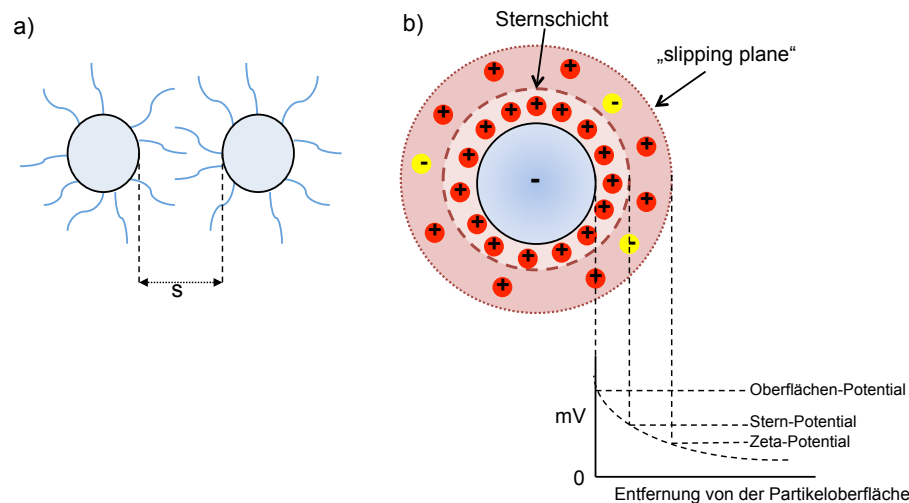 a)
b)
Sternschicht
„slipping plane“
+ + + + + + + + + + + + + + + + + + + + + + + +
- - - -
s
mV
0
Oberflächen-Potential
Stern-Potential
Zeta-Potential
Entfernung von der Partikeloberfläche